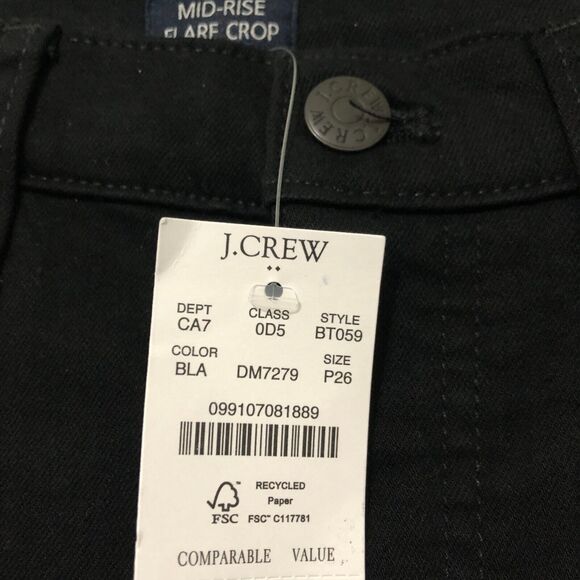 MID-RISE
FLARE CROP
J.CREW
J.CREW
J.CREW
DEPT CLASS STYLE
CA7 0D5 BT059
COLOR SIZE
BLA DM7279 P26
099107081889
RECYCLED
Paper
FSC FSC™ C117781
COMPARABLE VALUE